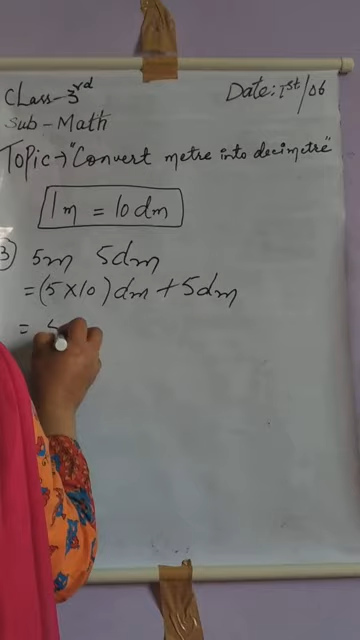 Class-3rd
Date: 1st/06
Sub-Math
Topic→"Convert metre into decimetre"
1m = 10dm
3) 5m 5dm
= (5×10) dm + 5dm
= 5